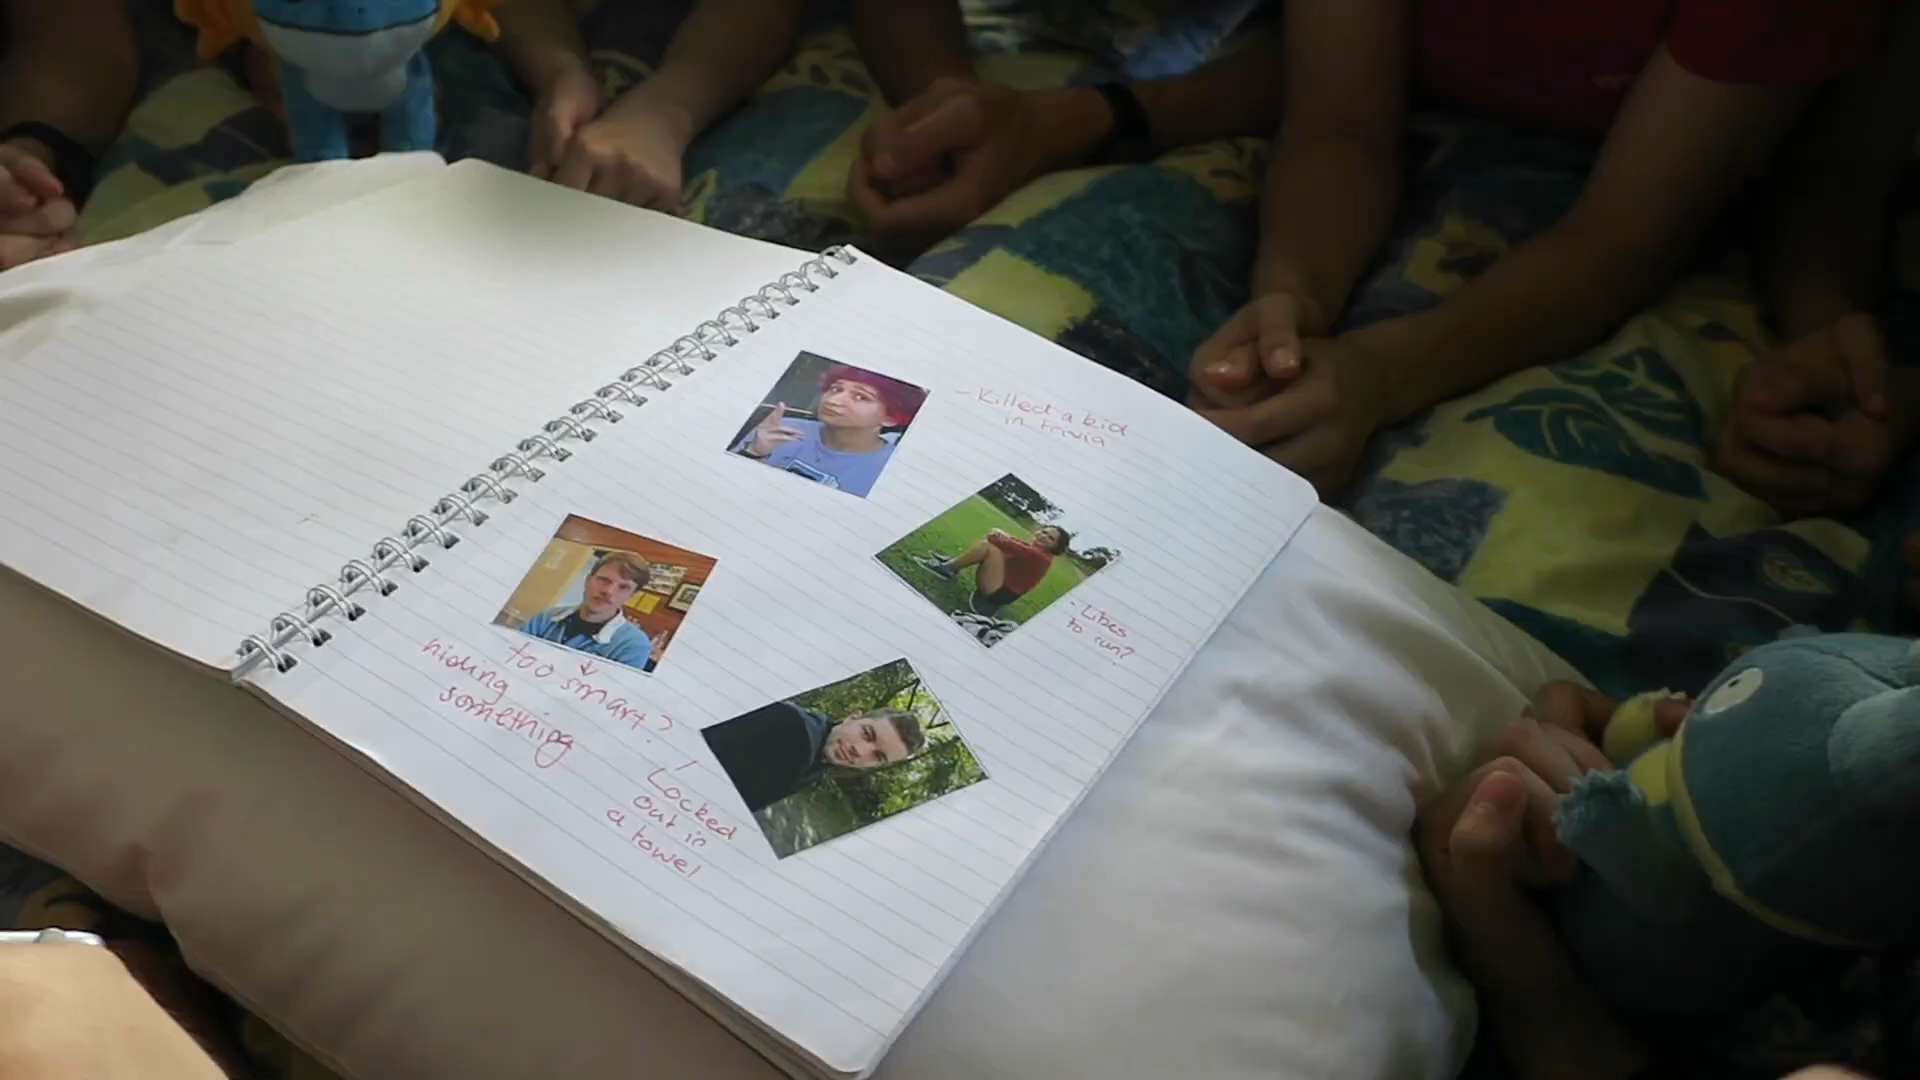 - Killed a kid
in trivia
- Likes
to run?
too smart?
hiding
something
Locked
out in
a towel